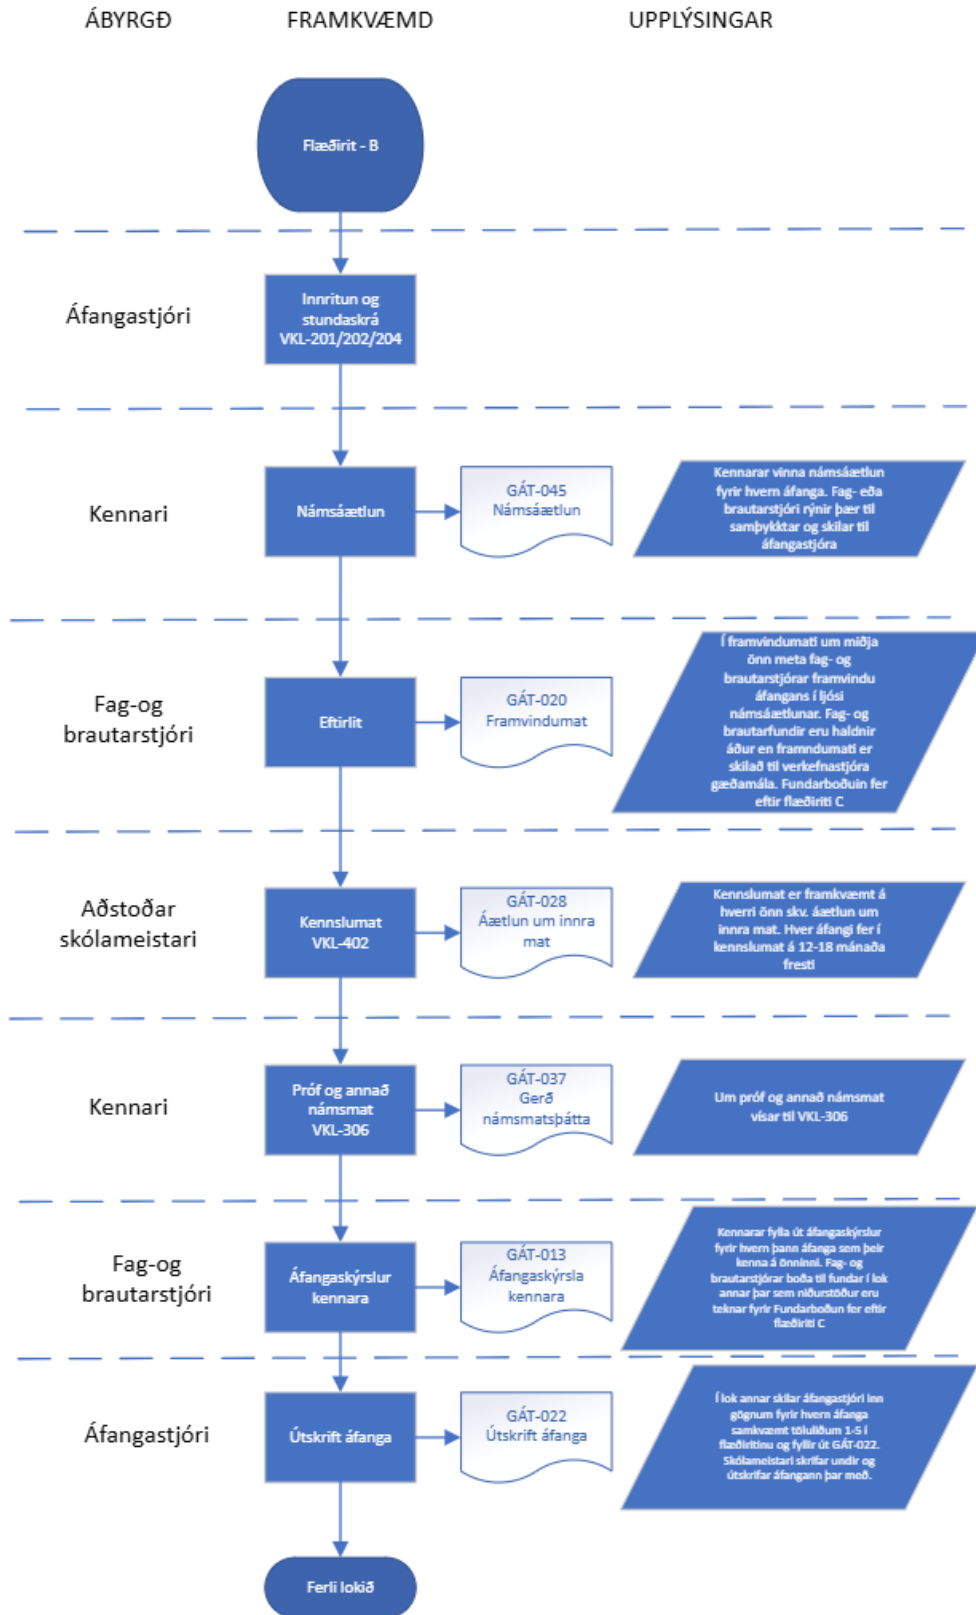 ÁBYRGÐ
FRAMKVÆMD
UPPLÝSINGAR
Flæðirit - B
Áfangastjóri
Innritun og
stundaskrá
VKL-201/202/204
Kennari
Námsáætlun
GÁT-045
Námsáætlun
Kennarar vinna námsáætlun
fyrir hvern áfanga. Fag- eða
brautarstjóri rýnir þær til
samþykktar og skilar til
áfangastjóra
Fag-og
brautarstjóri
Eftirlit
GÁT-020
Framvindumat
Í framvindumati um miðja
önn meta fag- og
brautarstjórar framvindu
áfangans í ljósi
námsáætlunar. Fag- og
brautarfundir eru haldnir
áður en framndumati er
skilað til verkefnastjóra
gæðamála. Fundarboðuin fer
eftir flæðiriti C
Aðstoðar
skólameistari
Kennslumat
VKL-402
GÁT-028
Áætlun um innra
mat
Kennslumat er framkvæmt á
hverri önn skv. áætlun um
innra mat. Hver áfangi fer í
kennslumat á 12-18 mánaða
fresti
Kennari
Próf og annað
námsmat
VKL-306
GÁT-037
Gerð
námsmatsþátta
Um próf og annað námsmat
vísar til VKL-306
Fag-og
brautarstjóri
Áfangaskýrslur
kennara
GÁT-013
Áfangaskýrsla
kennara
Kennarar fylla út áfangaskýrslur
fyrir hvern þann áfanga sem þeir
kenna á önninni. Fag- og
brautarstjórar boða til fundar í lok
annar þar sem niðurstöður eru
teknar fyrir Fundarboðun fer eftir
flæðiriti C
Áfangastjóri
Útskrift áfanga
GÁT-022
Útskrift áfanga
Í lok annar skilar áfangastjóri inn
gögnum fyrir hvern áfanga
samkvæmt töluliðum 1-5 í
flæðiritinu og fyllir út GÁT-022.
Skólameistari skrifar undir og
útskrifar áfangann þar með.
Ferli lokið